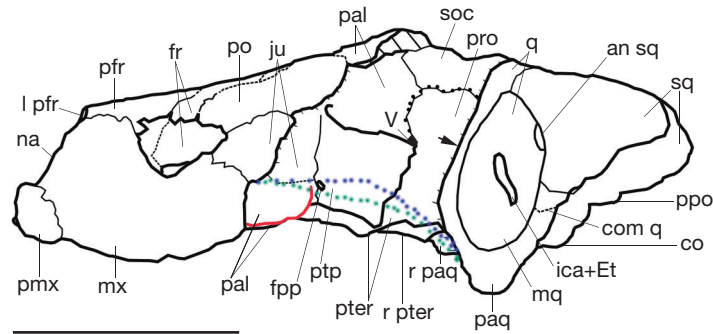 pal
soc
pro
q
an sq
sq
po
ju
fr
pfr
l pfr
na
V
ppo
com q
co
ica+Et
mq
paq
r paq
r pter
pter
ptp
fpp
pal
mx
pmx